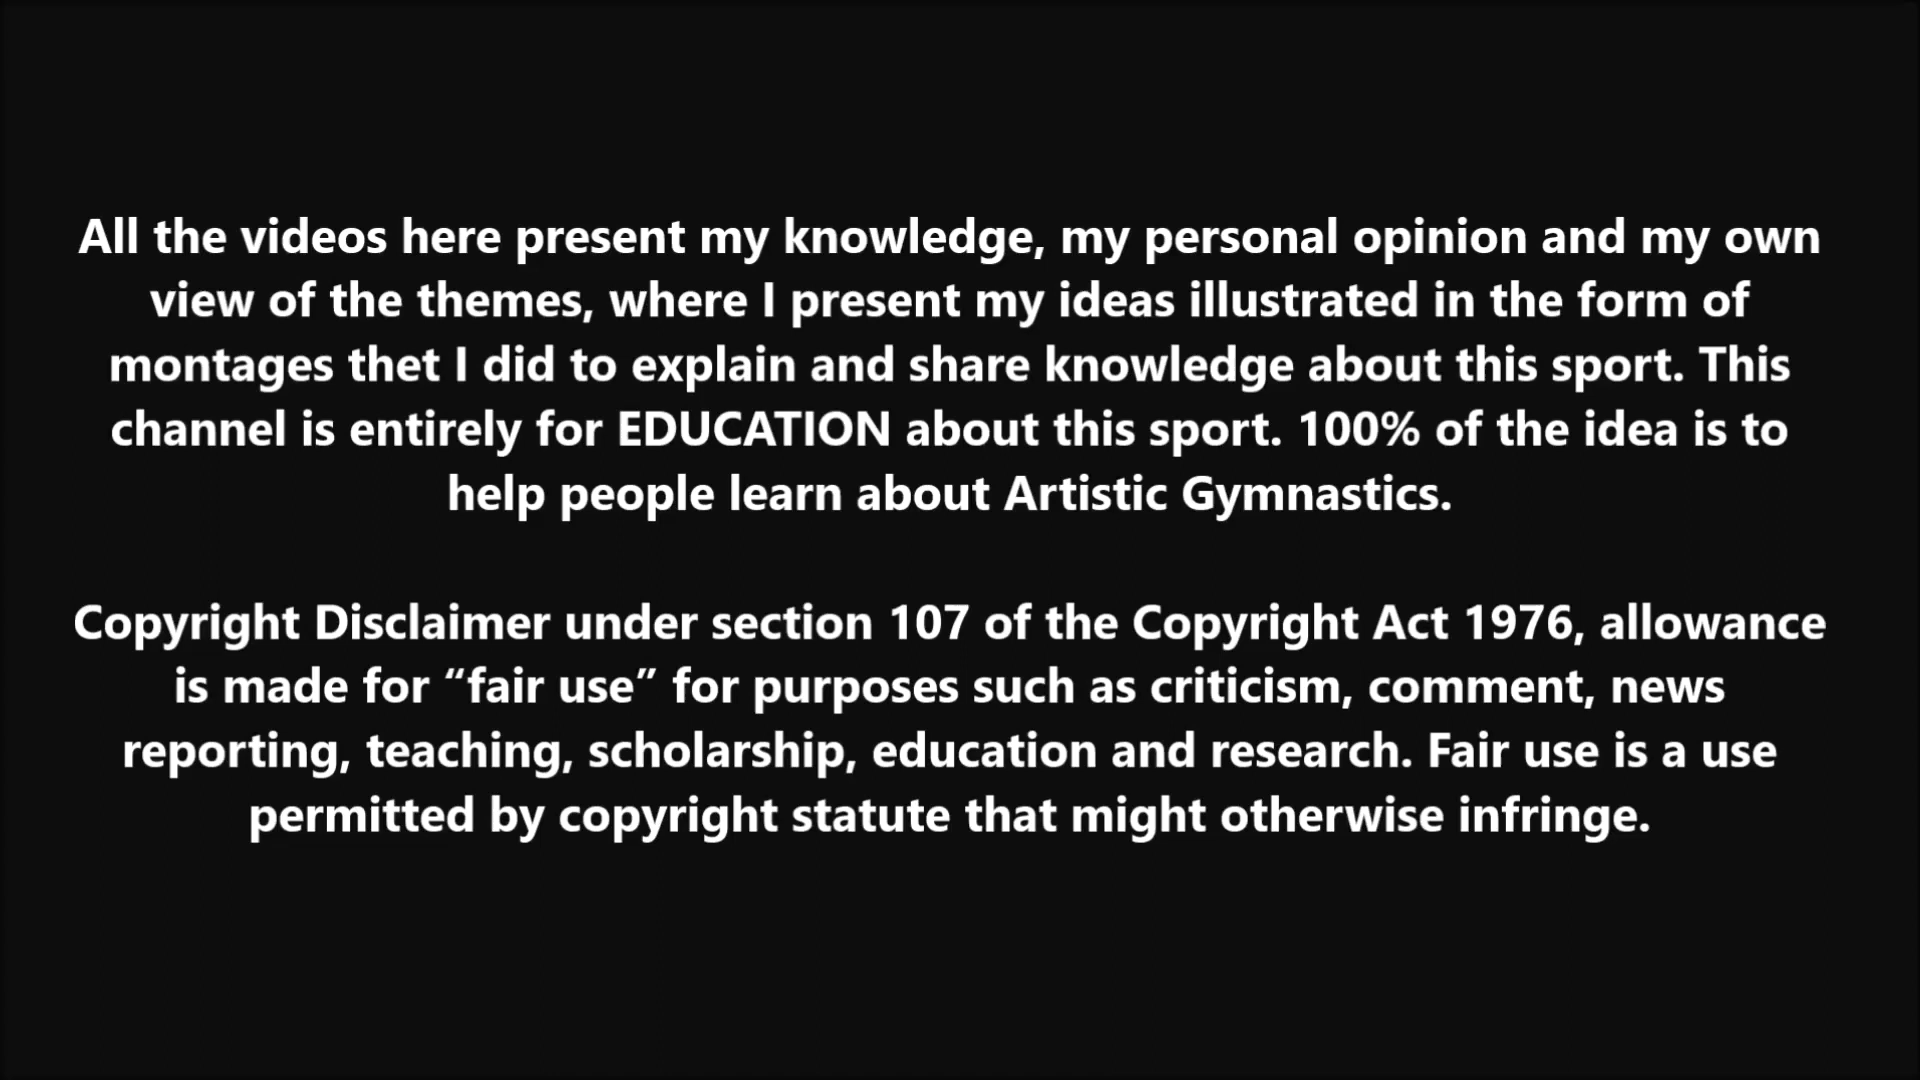 All the videos here present my knowledge, my personal opinion and my own
view of the themes, where I present my ideas illustrated in the form of
montages thet I did to explain and share knowledge about this sport. This
channel is entirely for EDUCATION about this sport. 100% of the idea is to
help people learn about Artistic Gymnastics.
Copyright Disclaimer under section 107 of the Copyright Act 1976, allowance
is made for “fair use” for purposes such as criticism, comment, news
reporting, teaching, scholarship, education and research. Fair use is a use
permitted by copyright statute that might otherwise infringe.